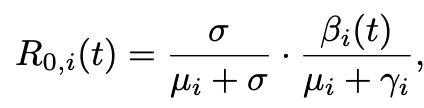 R_{0,i}(t) = \frac{\sigma}{\mu_i + \sigma} \cdot \frac{\beta_i(t)}{\mu_i + \gamma_i},